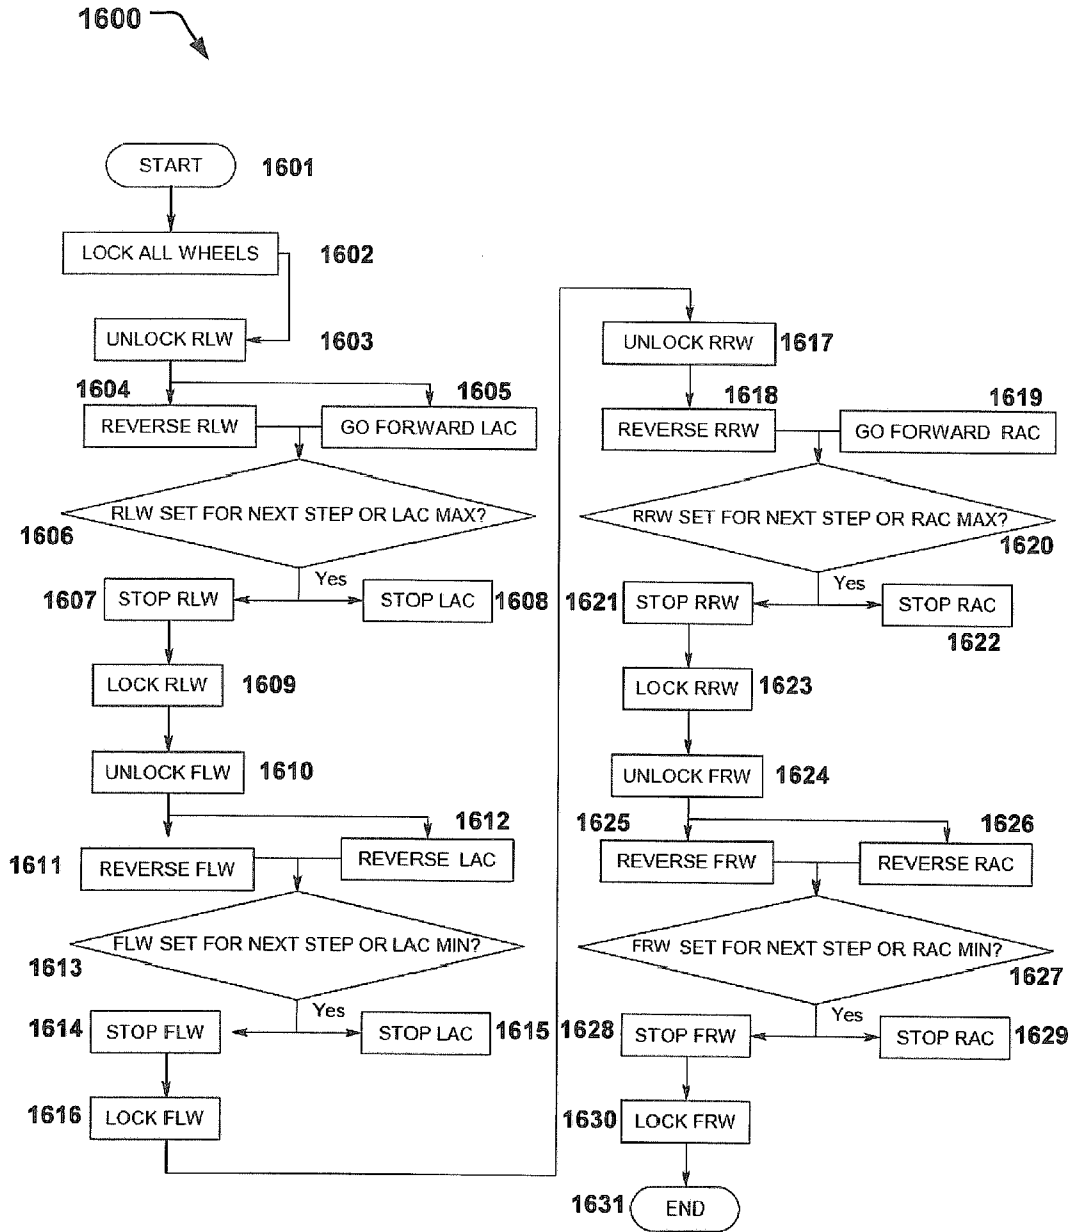 1600
START
1601
LOCK ALL WHEELS
1602
UNLOCK RLW
1603
1604
1605
REVERSE RLW
GO FORWARD LAC
RLW SET FOR NEXT STEP OR LAC MAX?
1606
Yes
1607
STOP RLW
STOP LAC
1608
LOCK RLW
1609
UNLOCK FLW
1610
1612
1611
REVERSE FLW
REVERSE LAC
FLW SET FOR NEXT STEP OR LAC MIN?
1613
Yes
1614
STOP FLW
STOP LAC
1615
1616
LOCK FLW
UNLOCK RRW
1617
1618
1619
REVERSE RRW
GO FORWARD RAC
RRW SET FOR NEXT STEP OR RAC MAX?
1620
Yes
1621
STOP RRW
STOP RAC
1622
LOCK RRW
1623
UNLOCK FRW
1624
1625
1626
REVERSE FRW
REVERSE RAC
FRW SET FOR NEXT STEP OR RAC MIN?
1627
Yes
1628
STOP FRW
STOP RAC
1629
1630
LOCK FRW
1631
END